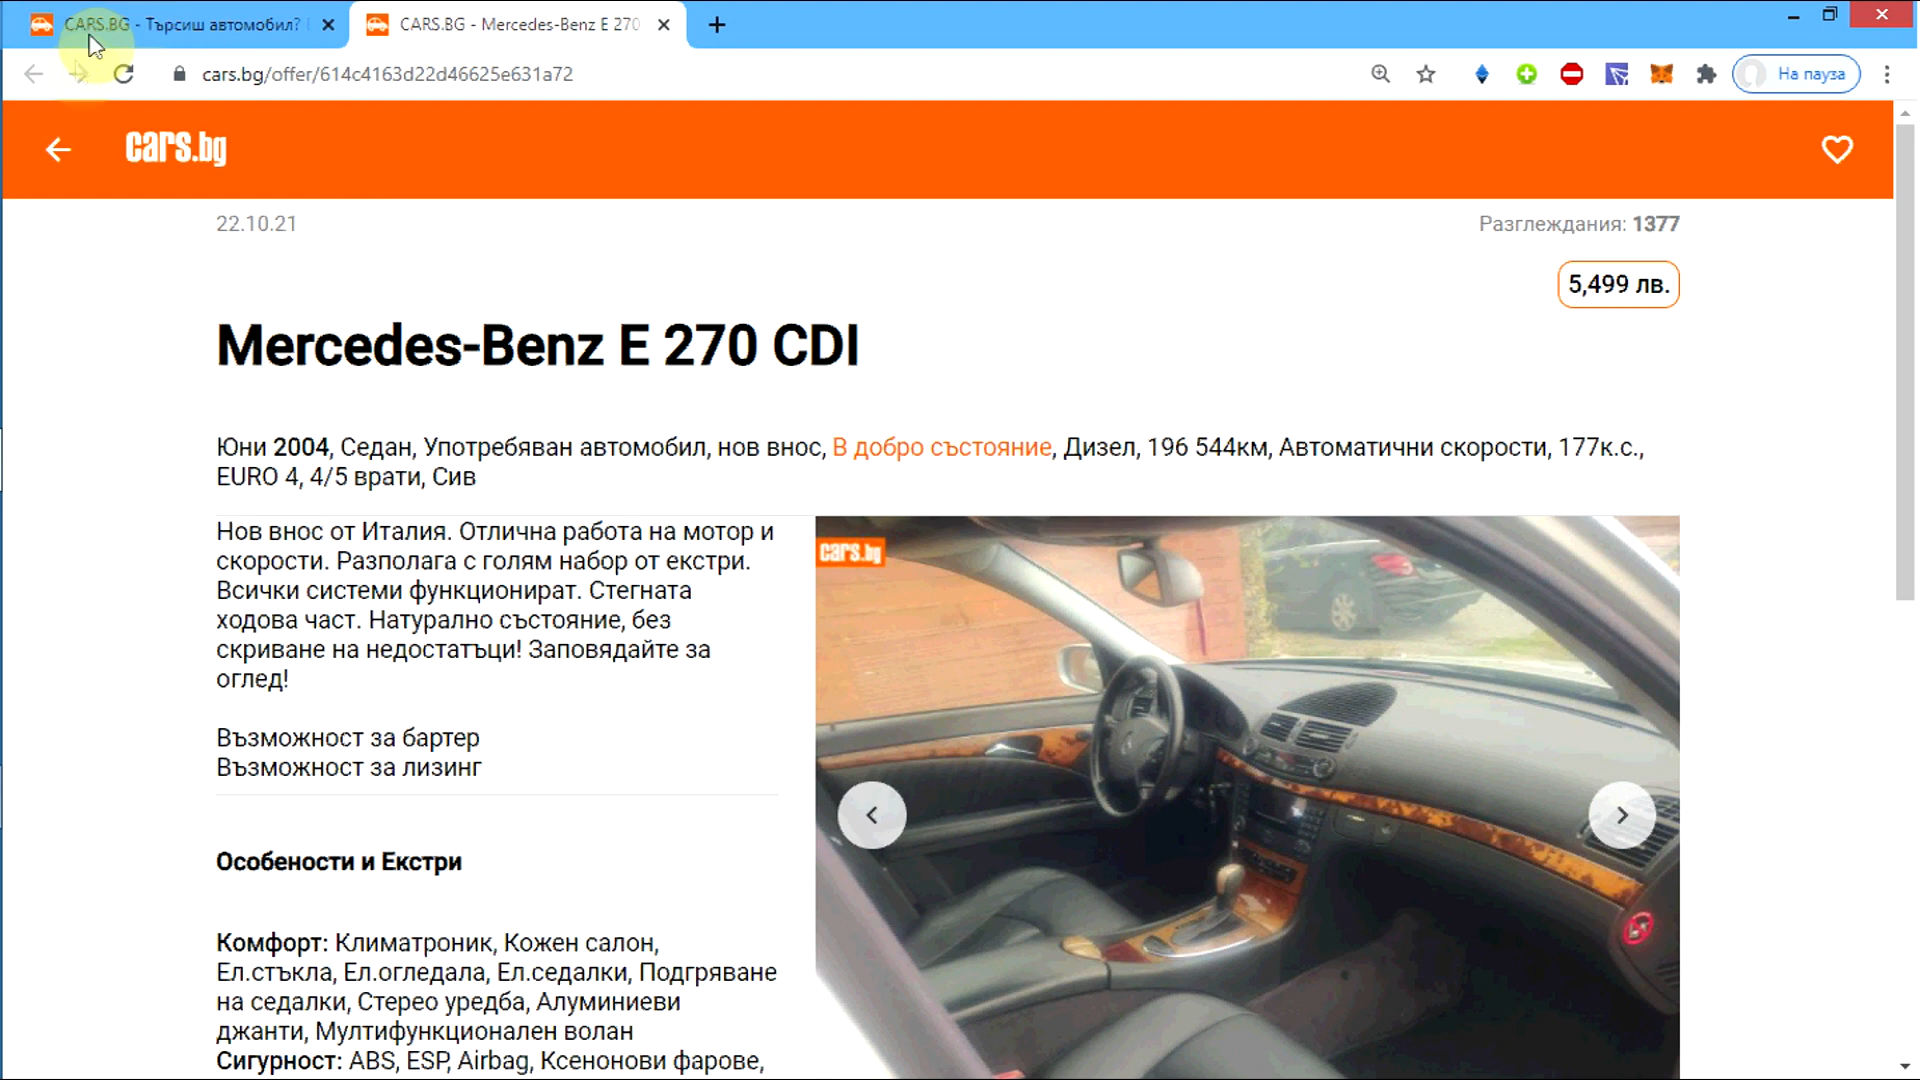 CARS.BG - Търсиш автомобил?
CARS.BG - Mercedes-Benz E 270
cars.bg/offer/614c4163d22d46625e631a72
На пауза
cars.bg
22.10.21
Разглеждания: 1377
5,499 лв.
Mercedes-Benz E 270 CDI
Юни 2004, Седан, Употребяван автомобил, нов внос, В добро състояние, Дизел, 196 544км, Автоматични скорости, 177к.с.,
EURO 4, 4/5 врати, Сив
Нов внос от Италия. Отлична работа на мотор и
скорости. Разполага с голям набор от екстри.
Всички системи функционират. Стегната
ходова част. Натурално състояние, без
скриване на недостатъци! Заповядайте за
оглед!
Възможност за бартер
Възможност за лизинг
Особености и Екстри
Комфорт: Климатроник, Кожен салон,
Ел.стъкла, Ел.огледала, Ел.седалки, Подгряване
на седалки, Стерео уредба, Алуминиеви
джанти, Мултифункционален волан
Сигурност: ABS, ESP, Airbag, Ксенонови фарове,
cars.bg